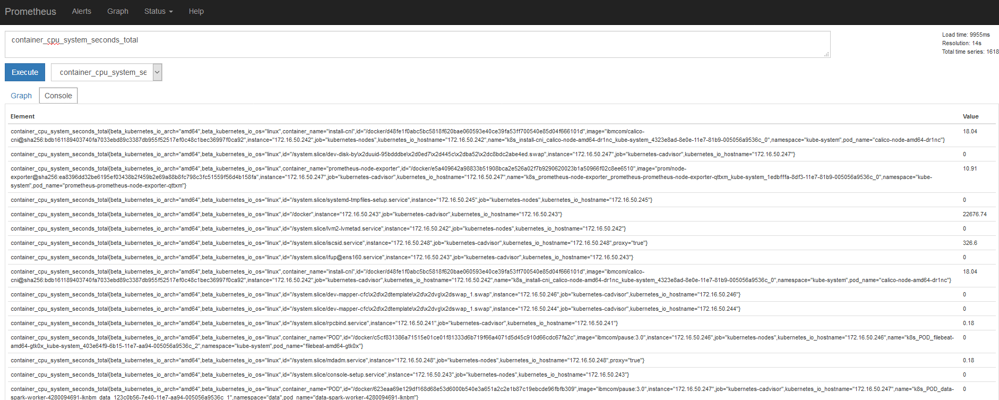 Prometheus Alerts Graph Status Help
container_cpu_system_seconds_total
Load time: 9955ms
Resolution: 14s
Total time series: 1618
Execute container_cpu_system_se
Graph Console
Element Value
container_cpu_system_seconds_total{beta_kubernetes_io_arch="amd64",beta_kubernetes_io_os="linux",container_name="install-cni",id="/docker/d48fe1f0abc5bc5818f620bae060593e40ce39fa53ff700540e85d04f666101d",image="ibmcom/calico- 18.04
cni@sha256:bdb161189403740fa7033ebd89c3387db955f52517ef0c48c1bec36997f0ca92",instance="172.16.50.242",job="kubernetes-nodes",kubernetes_io_hostname="172.16.50.242",name="k8s_install-cni_calico-node-amd64-dr1nc_kube-system_4323e8ad-8e0e-11e7-81b9-005056a9536c_0",namespace="kube-system",pod_name="calico-node-amd64-dr1nc"}
container_cpu_system_seconds_total{beta_kubernetes_io_arch="amd64",beta_kubernetes_io_os="linux",id="/system.slice/dev-disk-by\x2duuid-95bdddbe\x2d0ed7\x2d445c\x2dba52\x2dc8bdc2abe4ed.swap",instance="172.16.50.247",job="kubernetes-cadvisor",kubernetes_io_hostname="172.16.50.247"} 0
container_cpu_system_seconds_total{beta_kubernetes_io_arch="amd64",beta_kubernetes_io_os="linux",container_name="prometheus-node-exporter",id="/docker/e5a409642a98833b51908bca2e526a02f7b9290620023b1a50966f02c8ee6510",image="prom/node- 10.91
exporter@sha256:ea8396dd32be6195ef03438b2f459b2e69a88b8fc798c3fc51559f56d4b158fa",instance="172.16.50.247",job="kubernetes-cadvisor",kubernetes_io_hostname="172.16.50.247",name="k8s_prometheus-node-exporter_prometheus-prometheus-node-exporter-qttxm_kube-system_1edbfffa-8df3-11e7-81b9-005056a9536c_0",namespace="kube-
system",pod_name="prometheus-prometheus-node-exporter-qttxm"}
container_cpu_system_seconds_total{beta_kubernetes_io_arch="amd64",beta_kubernetes_io_os="linux",id="/system.slice/systemd-tmpfiles-setup.service",instance="172.16.50.245",job="kubernetes-nodes",kubernetes_io_hostname="172.16.50.245"} 0
container_cpu_system_seconds_total{beta_kubernetes_io_arch="amd64",beta_kubernetes_io_os="linux",id="/docker",instance="172.16.50.243",job="kubernetes-cadvisor",kubernetes_io_hostname="172.16.50.243"} 22676.74
container_cpu_system_seconds_total{beta_kubernetes_io_arch="amd64",beta_kubernetes_io_os="linux",id="/system.slice/lvm2-lvmetad.service",instance="172.16.50.242",job="kubernetes-nodes",kubernetes_io_hostname="172.16.50.242"} 0
container_cpu_system_seconds_total{beta_kubernetes_io_arch="amd64",beta_kubernetes_io_os="linux",id="/system.slice/iscsid.service",instance="172.16.50.248",job="kubernetes-cadvisor",kubernetes_io_hostname="172.16.50.248",proxy="true"} 326.6
container_cpu_system_seconds_total{beta_kubernetes_io_arch="amd64",beta_kubernetes_io_os="linux",id="/system.slice/ifup@ens160.service",instance="172.16.50.243",job="kubernetes-cadvisor",kubernetes_io_hostname="172.16.50.243"} 0
container_cpu_system_seconds_total{beta_kubernetes_io_arch="amd64",beta_kubernetes_io_os="linux",container_name="install-cni",id="/docker/d48fe1f0abc5bc5818f620bae060593e40ce39fa53ff700540e85d04f666101d",image="ibmcom/calico- 18.04
cni@sha256:bdb161189403740fa7033ebd89c3387db955f52517ef0c48c1bec36997f0ca92",instance="172.16.50.242",job="kubernetes-cadvisor",kubernetes_io_hostname="172.16.50.242",name="k8s_install-cni_calico-node-amd64-dr1nc_kube-system_4323e8ad-8e0e-11e7-81b9-005056a9536c_0",namespace="kube-system",pod_name="calico-node-amd64-dr1nc"}
container_cpu_system_seconds_total{beta_kubernetes_io_arch="amd64",beta_kubernetes_io_os="linux",id="/system.slice/dev-mapper-cfc\x2d\x2dtemplate\x2d\x2dvg\x2dswap_1.swap",instance="172.16.50.246",job="kubernetes-cadvisor",kubernetes_io_hostname="172.16.50.246"} 0
container_cpu_system_seconds_total{beta_kubernetes_io_arch="amd64",beta_kubernetes_io_os="linux",id="/system.slice/dev-mapper-cfc\x2d\x2dtemplate\x2d\x2dvg\x2dswap_1.swap",instance="172.16.50.244",job="kubernetes-cadvisor",kubernetes_io_hostname="172.16.50.244"} 0
container_cpu_system_seconds_total{beta_kubernetes_io_arch="amd64",beta_kubernetes_io_os="linux",id="/system.slice/rpcbind.service",instance="172.16.50.241",job="kubernetes-cadvisor",kubernetes_io_hostname="172.16.50.241"} 0.18
container_cpu_system_seconds_total{beta_kubernetes_io_arch="amd64",beta_kubernetes_io_os="linux",container_name="POD",id="/docker/c5cf831386a71515e01ce01f81333d6b719f66a4071d5d45c910d66cdc67fa2c",image="ibmcom/pause:3.0",instance="172.16.50.246",job="kubernetes-nodes",kubernetes_io_hostname="172.16.50.246",name="k8s_POD_filebeat- 0
amd64-gtk0x_kube-system_403e64f9-6b15-11e7-aa94-005056a9536c_2",namespace="kube-system",pod_name="filebeat-amd64-gtk0x"}
container_cpu_system_seconds_total{beta_kubernetes_io_arch="amd64",beta_kubernetes_io_os="linux",id="/system.slice/mdadm.service",instance="172.16.50.248",job="kubernetes-nodes",kubernetes_io_hostname="172.16.50.248",proxy="true"} 0.18
container_cpu_system_seconds_total{beta_kubernetes_io_arch="amd64",beta_kubernetes_io_os="linux",id="/system.slice/console-setup.service",instance="172.16.50.243",job="kubernetes-nodes",kubernetes_io_hostname="172.16.50.243"} 0
container_cpu_system_seconds_total{beta_kubernetes_io_arch="amd64",beta_kubernetes_io_os="linux",container_name="POD",id="/docker/623eaa69e129df168d68e53d6000b540e3a651a2c2e1b87c19ebcde96fbfb309",image="ibmcom/pause:3.0",instance="172.16.50.247",job="kubernetes-nodes",kubernetes_io_hostname="172.16.50.247",name="k8s_POD_data- 0
spark-worker-4280094691-lknbm_data_123c0b56-7e40-11e7-aa94-005056a9536c_1",namespace="data",pod_name="data-spark-worker-4280094691-lknbm"}